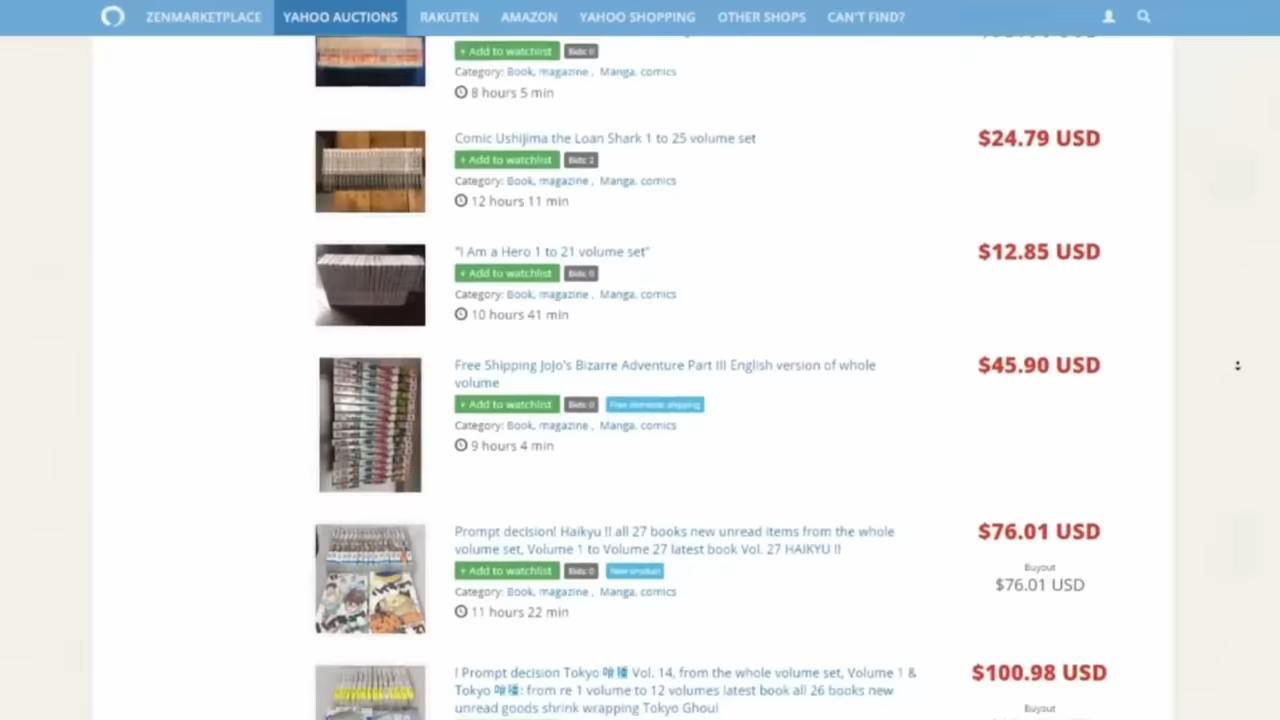 ZENMARKETPLACE YAHOO AUCTIONS RAKUTEN AMAZON YAHOO SHOPPING OTHER SHOPS CAN'T FIND?
+ Add to watchlist Bids: 0
Category: Book, magazine , Manga, comics
8 hours 5 min
Comic Ushijima the Loan Shark 1 to 25 volume set
$24.79 USD
+ Add to watchlist Bids: 2
Category: Book, magazine , Manga, comics
12 hours 11 min
"I Am a Hero 1 to 21 volume set"
$12.85 USD
+ Add to watchlist Bids: 0
Category: Book, magazine , Manga, comics
10 hours 41 min
Free Shipping JoJo's Bizarre Adventure Part III English version of whole
volume
$45.90 USD
+ Add to watchlist Bids: 0 Free domestic shipping
Category: Book, magazine , Manga, comics
9 hours 4 min
Prompt decision! Haikyu !! all 27 books new unread items from the whole
volume set, Volume 1 to Volume 27 latest book Vol. 27 HAIKYU !!
$76.01 USD
+ Add to watchlist Bids: 0 New product
Buyout
$76.01 USD
Category: Book, magazine , Manga, comics
11 hours 22 min
! Prompt decision Tokyo 喰種 Vol. 14, from the whole volume set, Volume 1 &
Tokyo 喰種: from re 1 volume to 12 volumes latest book all 26 books new
unread goods shrink wrapping Tokyo Ghoul
$100.98 USD
Buyout